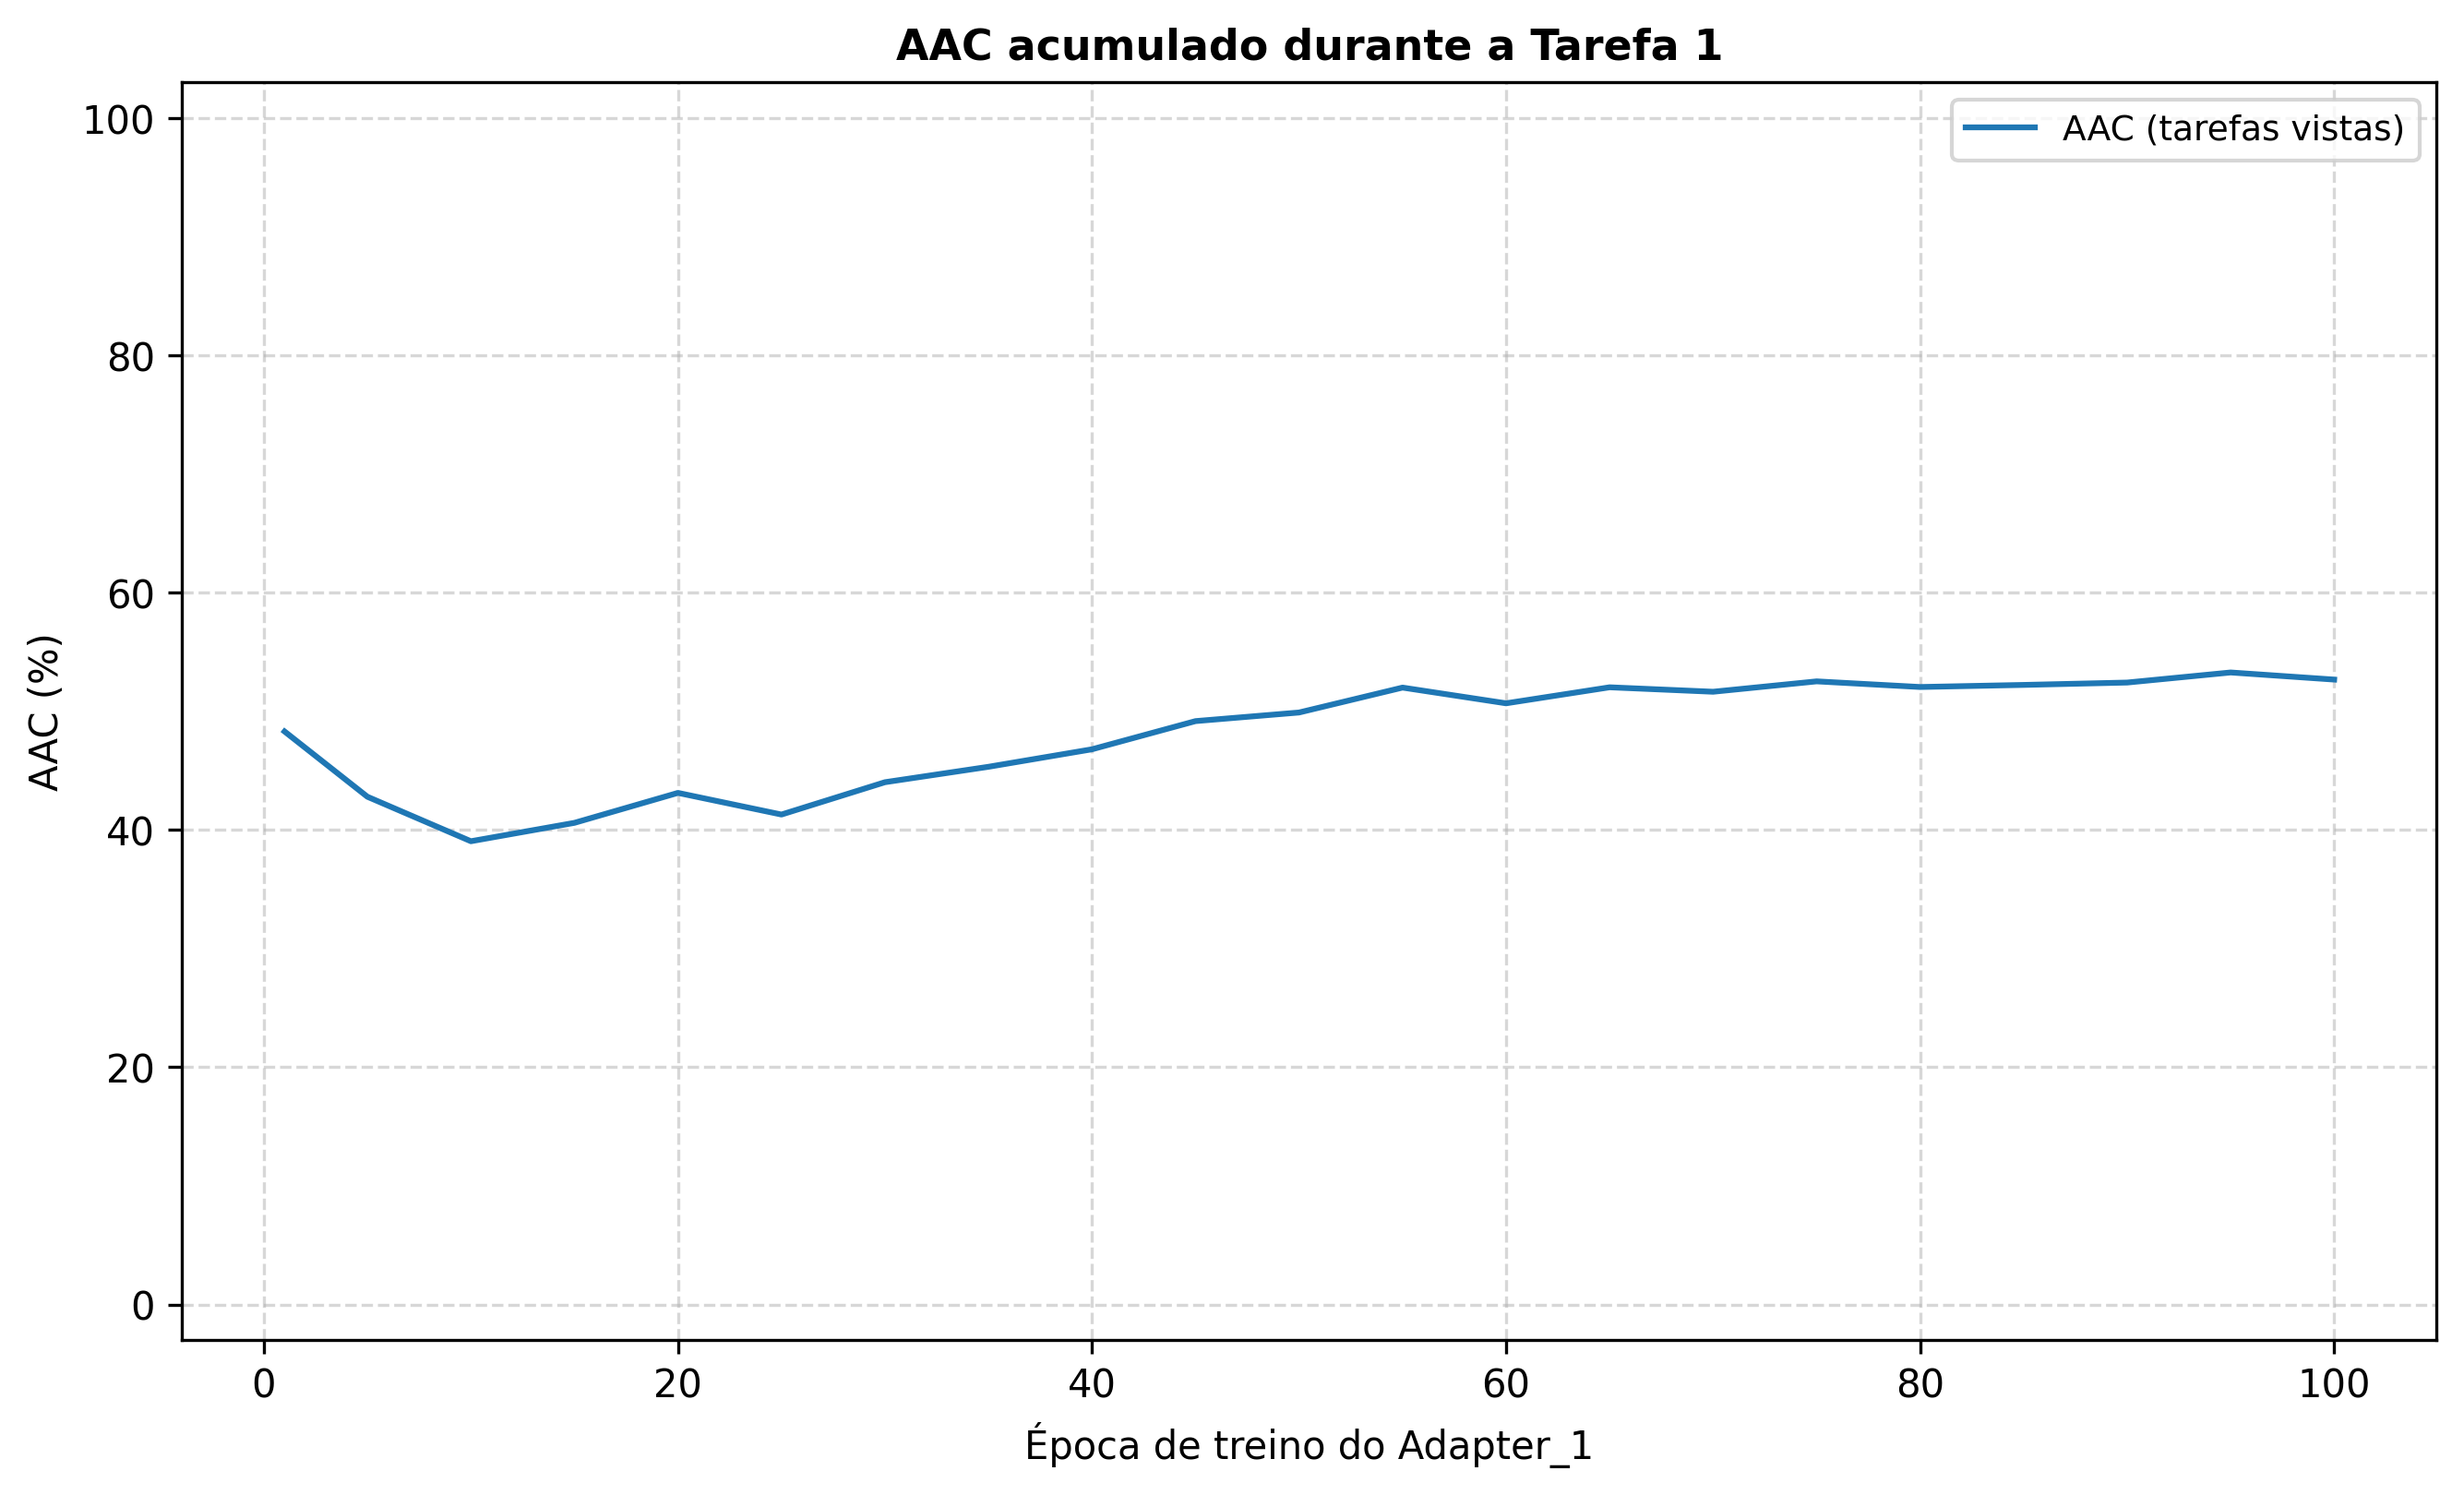 AAC acumulado durante a Tarefa 1
AAC (tarefas vistas)
100
80
60
40
20
0
AAC (%)
0 20 40 60 80 100
Época de treino do Adapter_1